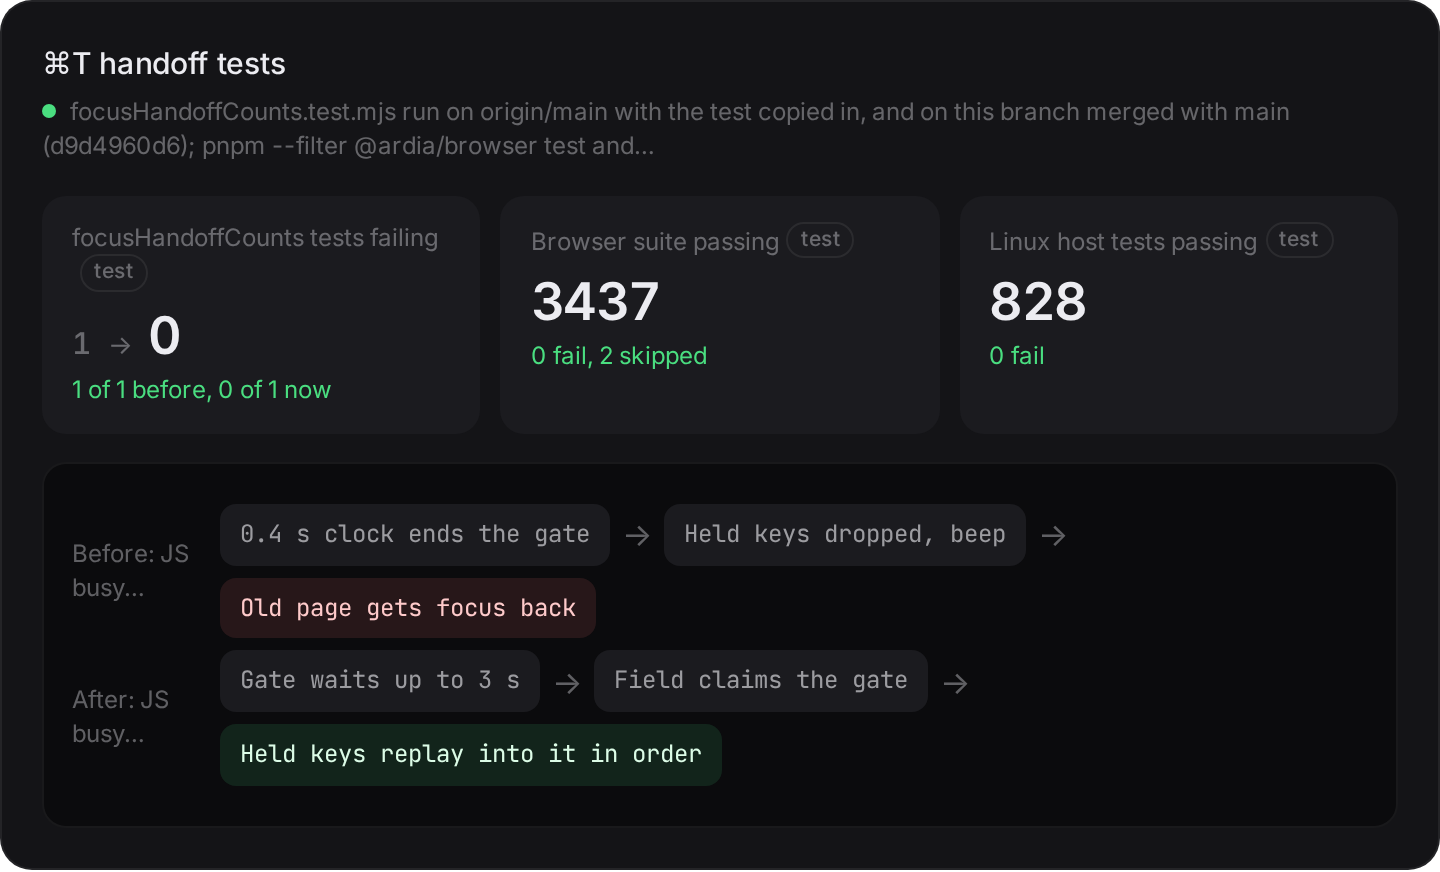 ⌘T handoff tests
focusHandoffCounts.test.mjs run on origin/main with the test copied in, and on this branch merged with main
(d9d4960d6); pnpm --filter @ardia/browser test and…
focusHandoffCounts tests failing
test
1 → 0
1 of 1 before, 0 of 1 now
Browser suite passing test
3437
0 fail, 2 skipped
Linux host tests passing test
828
0 fail
Before: JS
busy…
0.4 s clock ends the gate → Held keys dropped, beep →
Old page gets focus back
After: JS
busy…
Gate waits up to 3 s → Field claims the gate →
Held keys replay into it in order